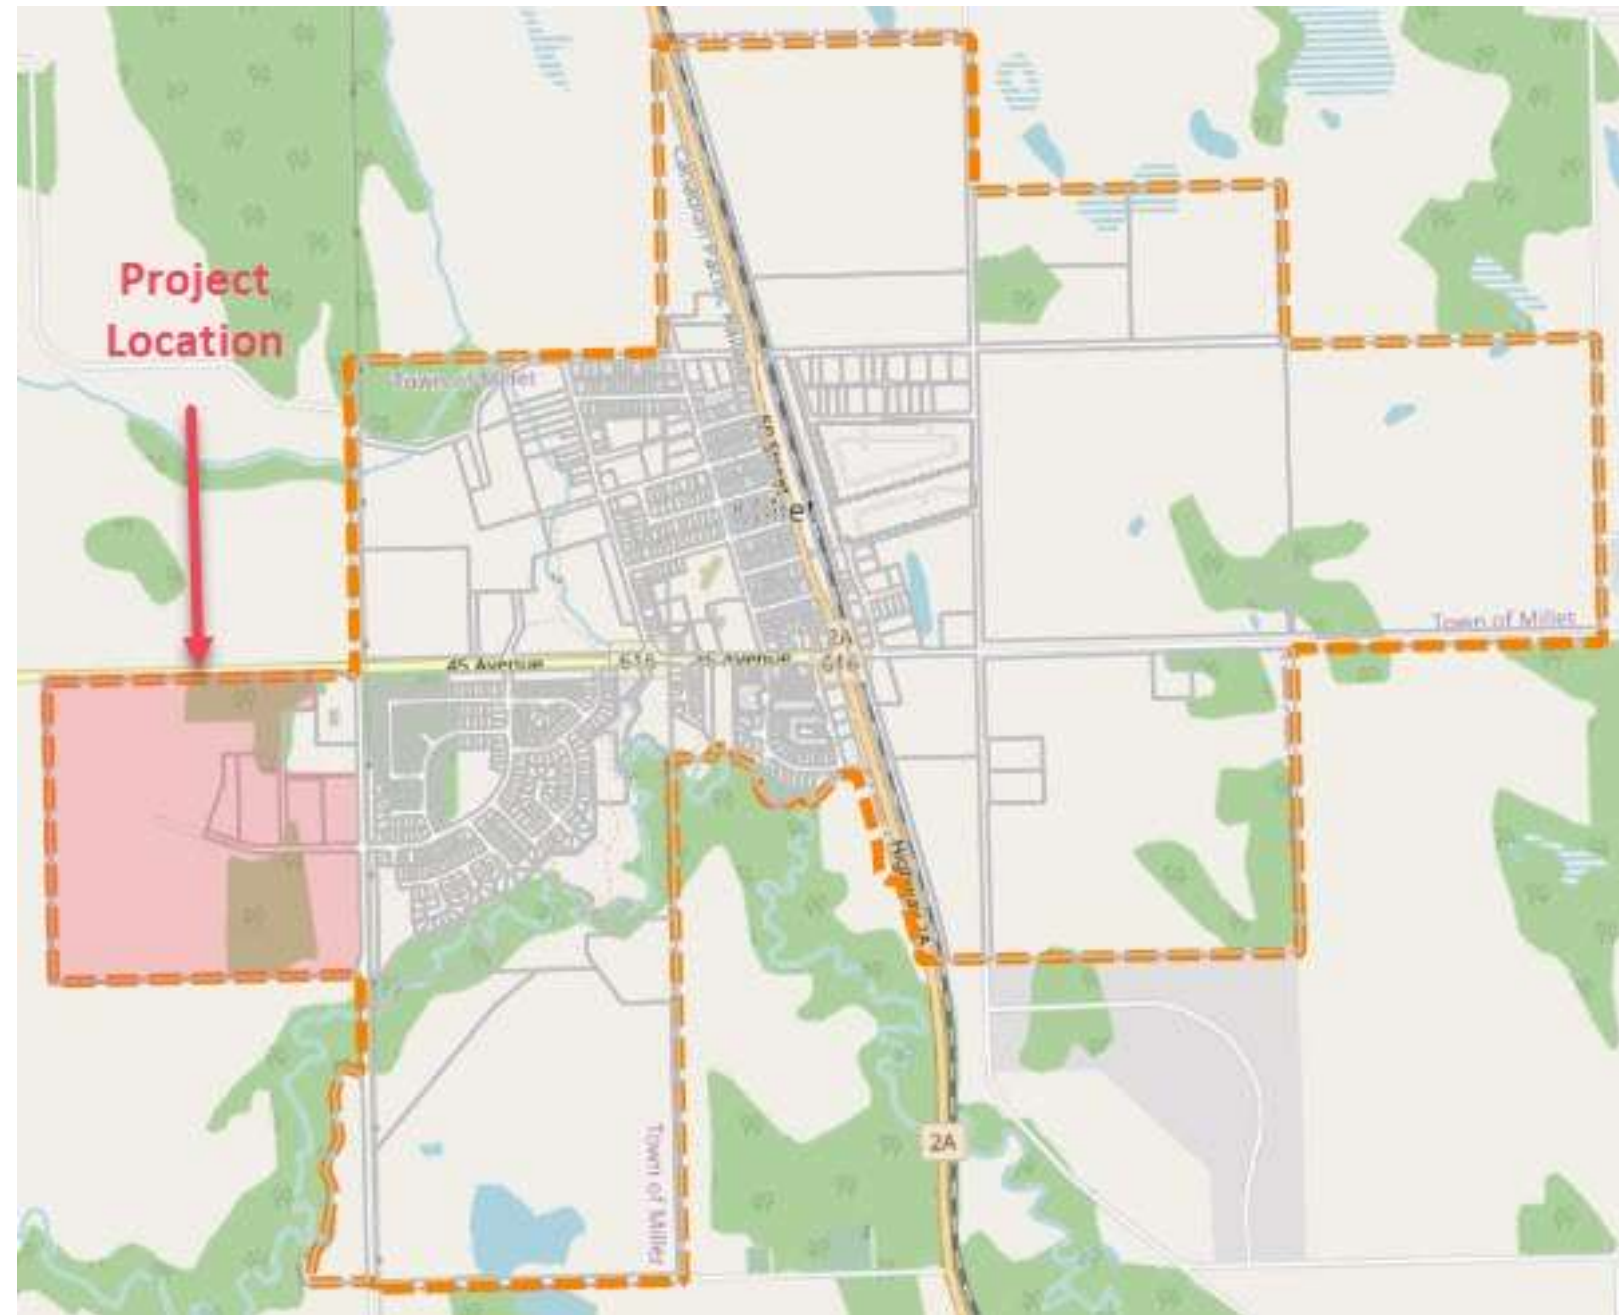 Project
Location
Town of Millet
2A
45 Avenue
616
45 Avenue
616
Town of Millet
Highway 2A
Town of Millet
2A